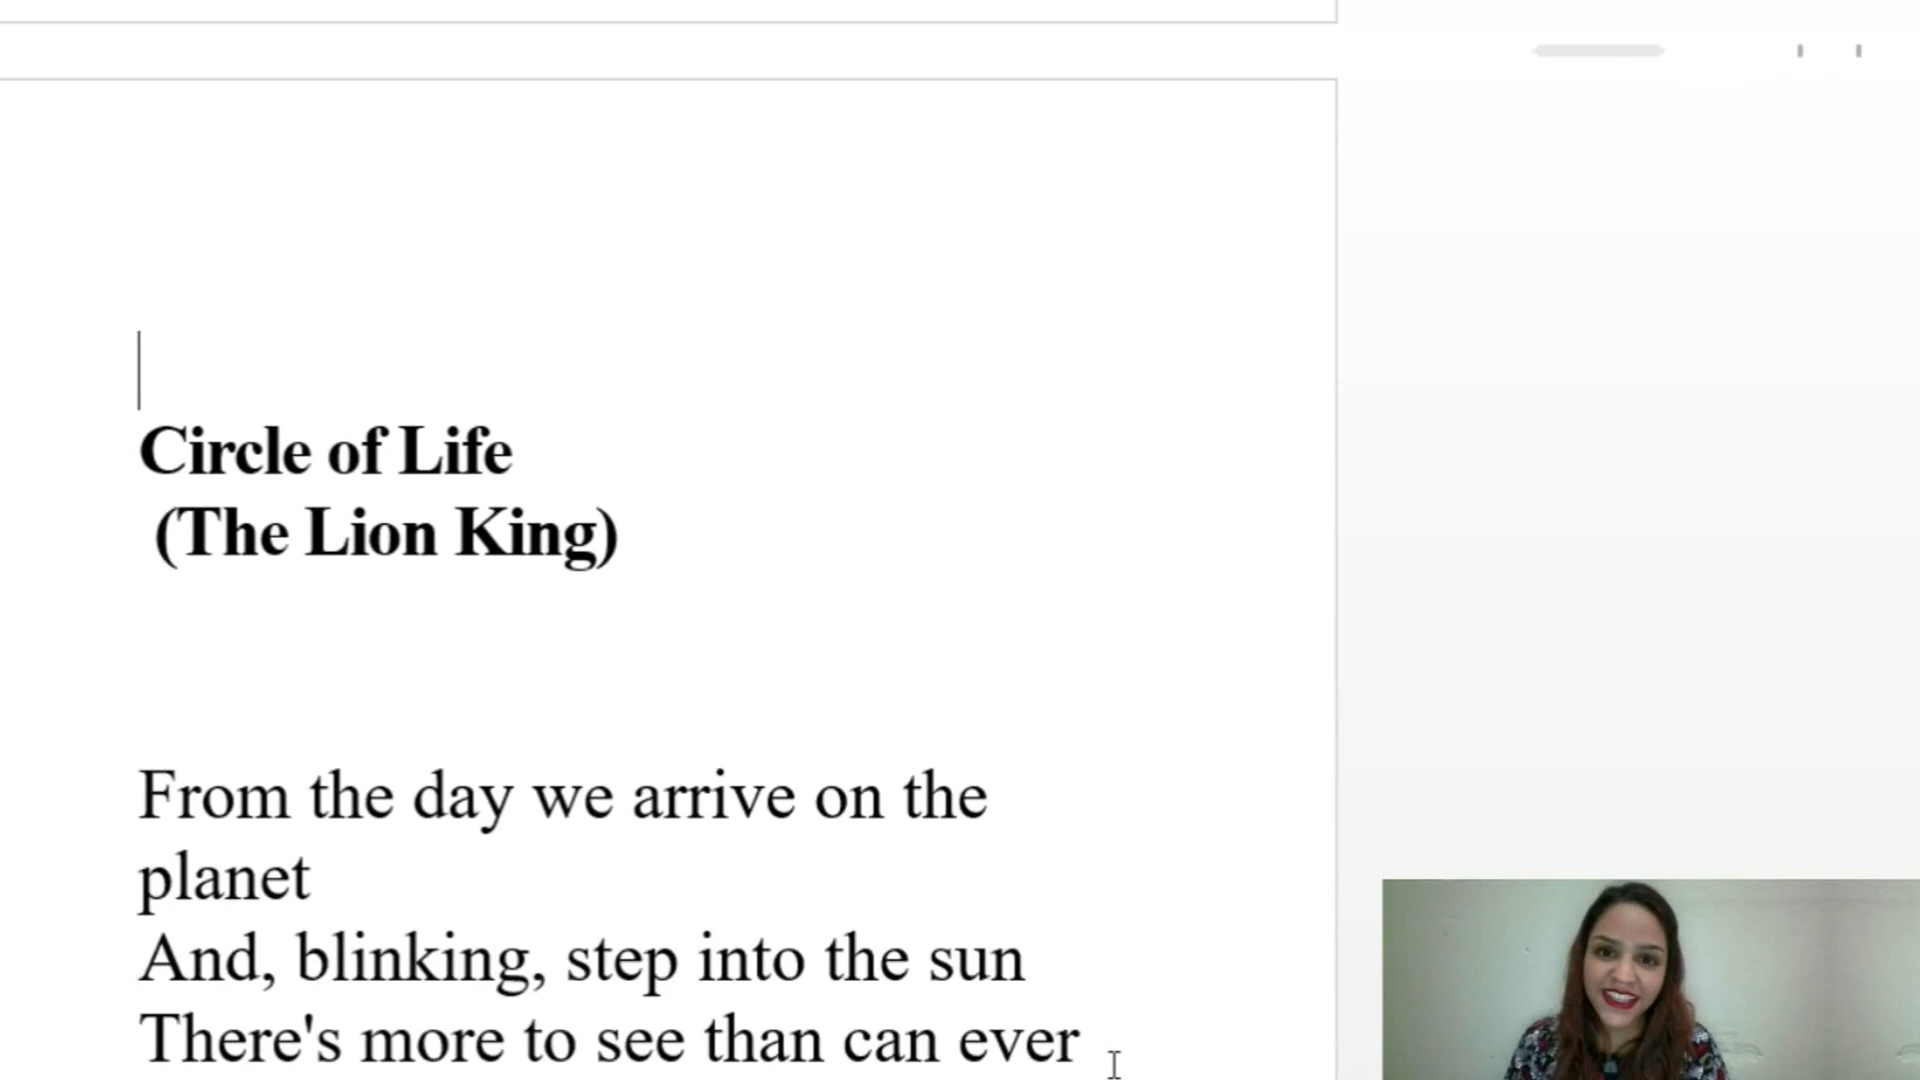 Circle of Life
(The Lion King)
From the day we arrive on the
planet
And, blinking, step into the sun
There's more to see than can ever